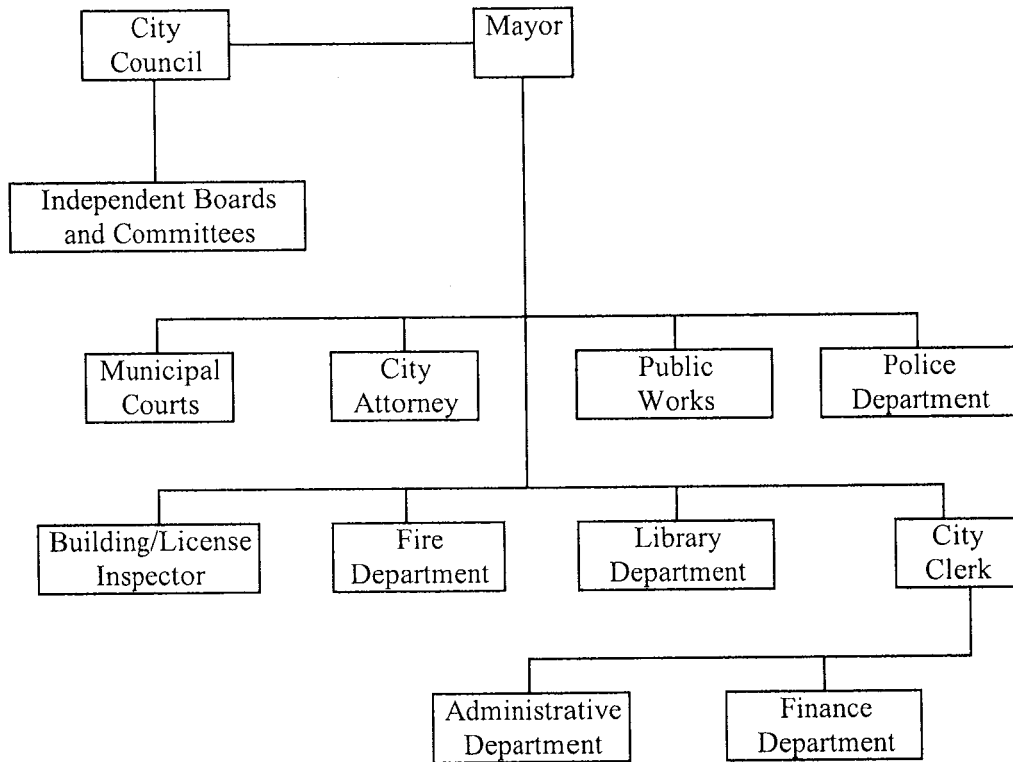 City
Council
Mayor
Independent Boards
and Committees
Municipal
Courts
City
Attorney
Public
Works
Police
Department
Building/License
Inspector
Fire
Department
Library
Department
City
Clerk
Administrative
Department
Finance
Department